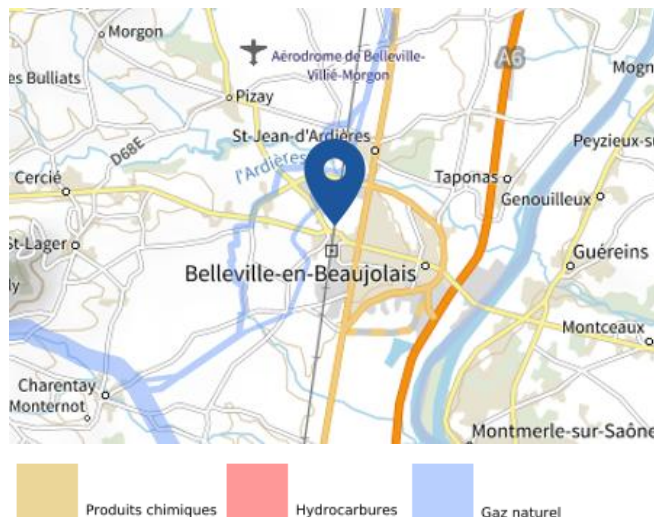 Morgon
Aérodrome de Belleville-
Villié-Morgon
A6
es Bulliats
Mogn
Pizay
D68E
St-Jean-d'Ardières
Peyzieux-su
l'Ardières
Cercié
Taponas
Genouilleux
St-Lager
Guéreins
ly
Belleville-en-Beaujolais
Montceaux
Charentay
Monternot
Montmerle-sur-Saône
Produits chimiques
Hydrocarbures
Gaz naturel